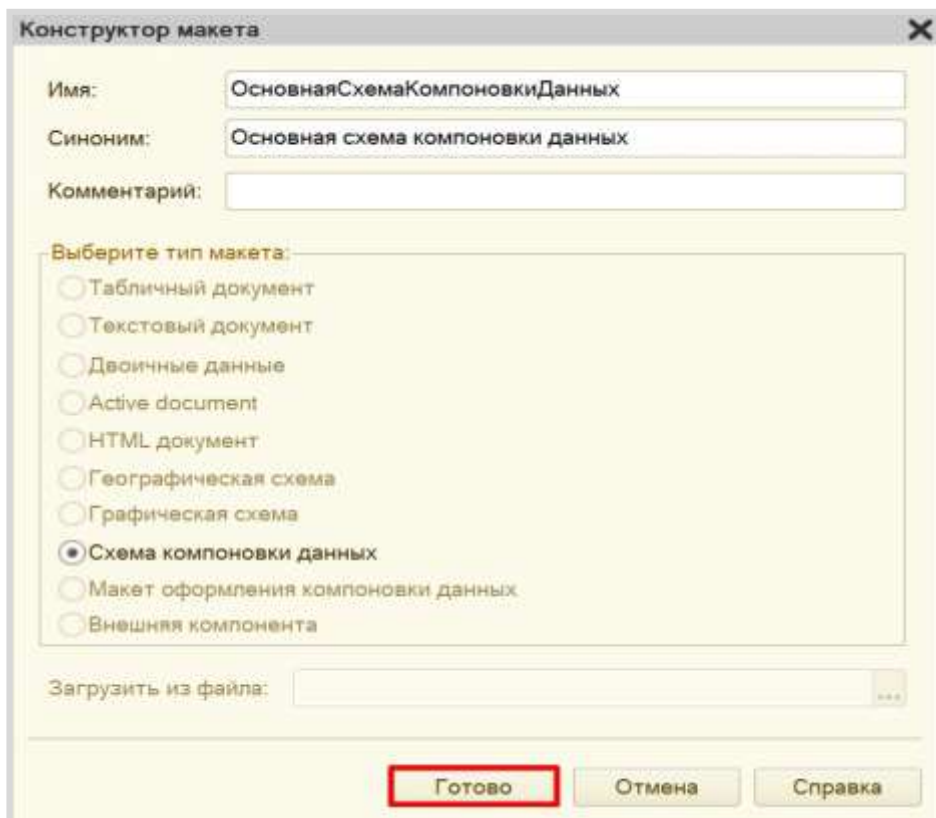 Конструктор макета
Имя: ОсновнаяСхемаКомпоновкиДанных
Синоним: Основная схема компоновки данных
Комментарий:
Выберите тип макета:
Табличный документ
Текстовый документ
Двоичные данные
Active document
HTML документ
Географическая схема
Графическая схема
Схема компоновки данных
Макет оформления компоновки данных
Внешняя компонента
Загрузить из файла: ...
Готово Отмена Справка